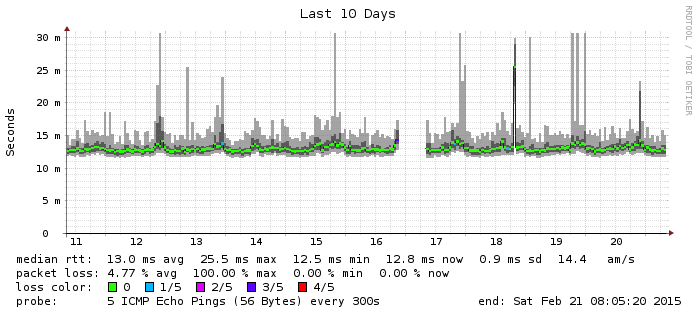 Last 10 Days
RRDTOOL / TOBI OETIKER
Seconds
30 m
25 m
20 m
15 m
10 m
5 m
0
11 12 13 14 15 16 17 18 19 20
median rtt: 13.0 ms avg 25.5 ms max 12.5 ms min 12.8 ms now 0.9 ms sd 14.4 am/s
packet loss: 4.77 % avg 100.00 % max 0.00 % min 0.00 % now
loss color: 0 1/5 2/5 3/5 4/5
probe: 5 ICMP Echo Pings (56 Bytes) every 300s end: Sat Feb 21 08:05:20 2015